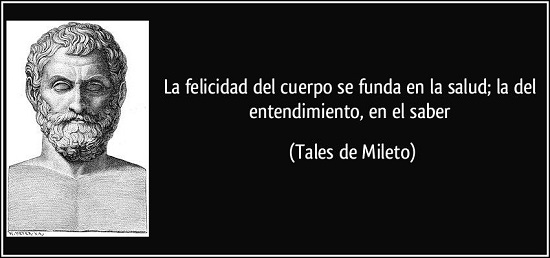 La felicidad del cuerpo se funda en la salud; la del
entendimiento, en el saber
(Tales de Mileto)